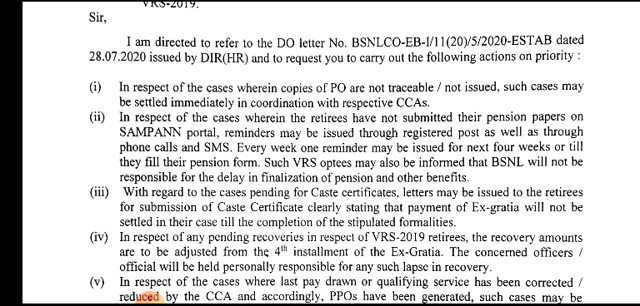 VRS-2019.
Sir,
I am directed to refer to the DO letter No. BSNLCO-EB-I/11(20)/5/2020-ESTAB dated
28.07.2020 issued by DIR(HR) and to request you to carry out the following actions on priority :
(i) In respect of the cases wherein copies of PO are not traceable / not issued, such cases may
be settled immediately in coordination with respective CCAs.
(ii) In respect of the cases wherein the retirees have not submitted their pension papers on
SAMPANN portal, reminders may be issued through registered post as well as through
phone calls and SMS. Every week one reminder may be issued for next four weeks or till
they fill their pension form. Such VRS optees may also be informed that BSNL will not be
responsible for the delay in finalization of pension and other benefits.
(iii) With regard to the cases pending for Caste certificates, letters may be issued to the retirees
for submission of Caste Certificate clearly stating that payment of Ex-gratia will not be
settled in their case till the completion of the stipulated formalities.
(iv) In respect of any pending recoveries in respect of VRS-2019 retirees, the recovery amounts
are to be adjusted from the 4th installment of the Ex-Gratia. The concerned officers /
official will be held personally responsible for any such lapse in recovery.
(v) In respect of the cases where last pay drawn or qualifying service has been corrected /
reduced by the CCA and accordingly, PPOs have been generated, such cases may be